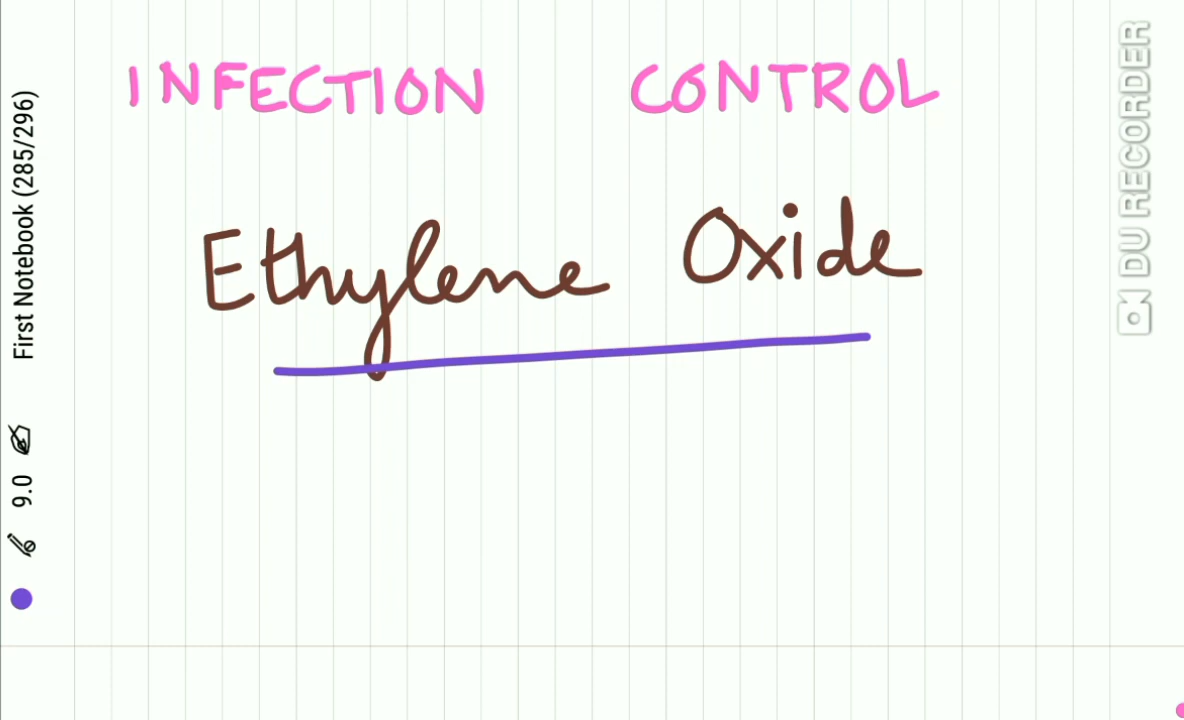 INFECTION CONTROL
Ethylene Oxide
First Notebook (285/296)
9.0
DU RECORDER